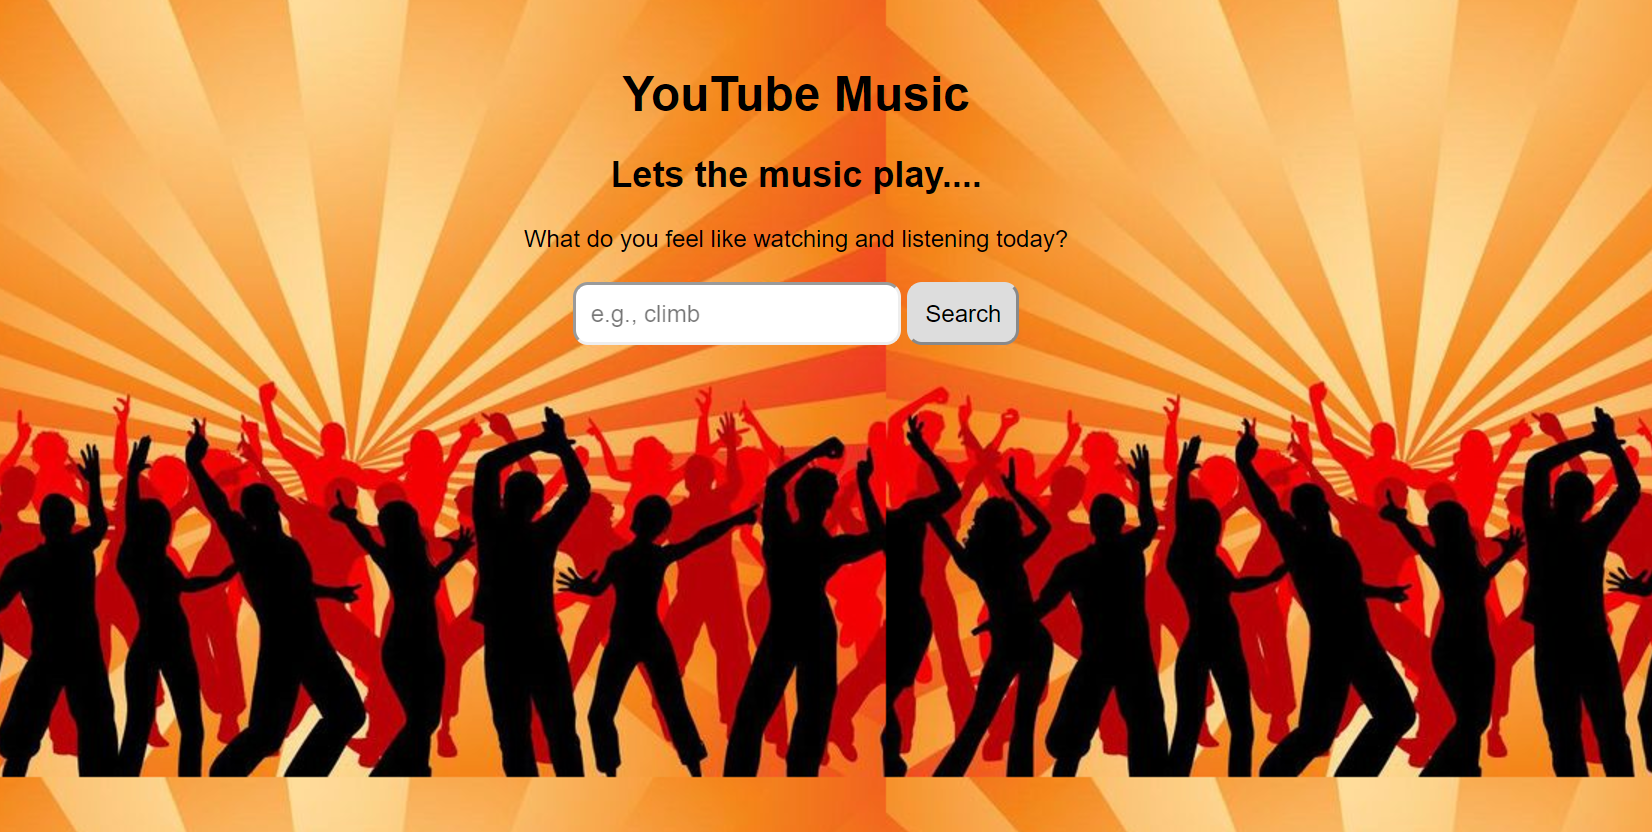 YouTube Music
Lets the music play....
What do you feel like watching and listening today?
e.g., climb
Search